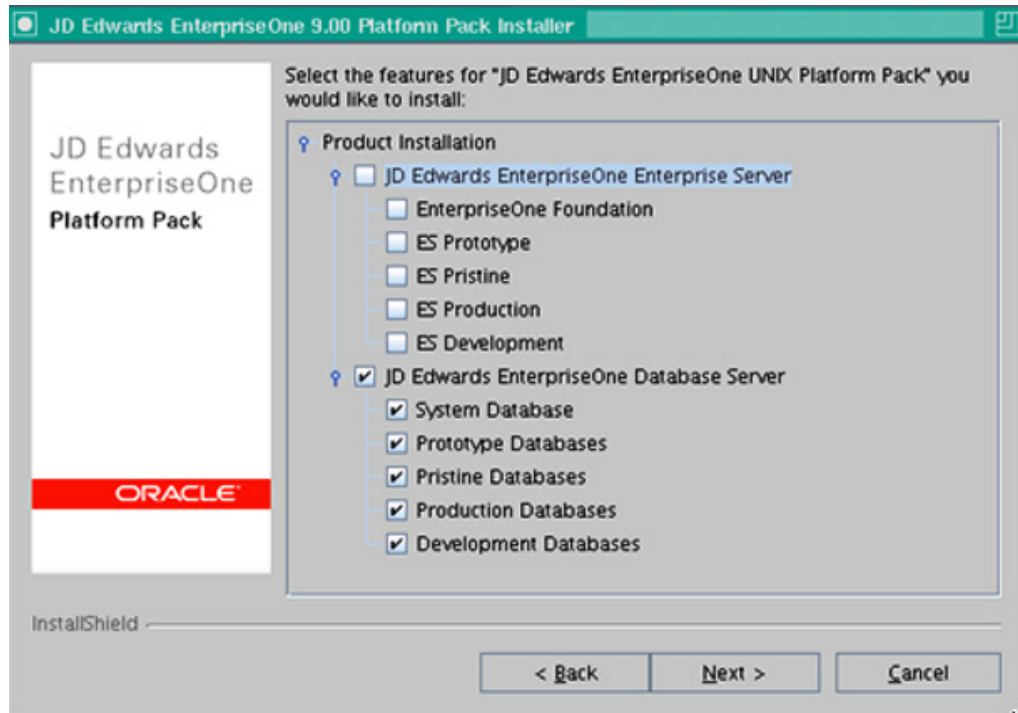 JD Edwards EnterpriseOne 9.00 Platform Pack Installer
JD Edwards
EnterpriseOne
Platform Pack
ORACLE
Select the features for "JD Edwards EnterpriseOne UNIX Platform Pack" you
would like to install:
Product Installation
JD Edwards EnterpriseOne Enterprise Server
EnterpriseOne Foundation
ES Prototype
ES Pristine
ES Production
ES Development
JD Edwards EnterpriseOne Database Server
System Database
Prototype Databases
Pristine Databases
Production Databases
Development Databases
InstallShield
< Back
Next >
Cancel